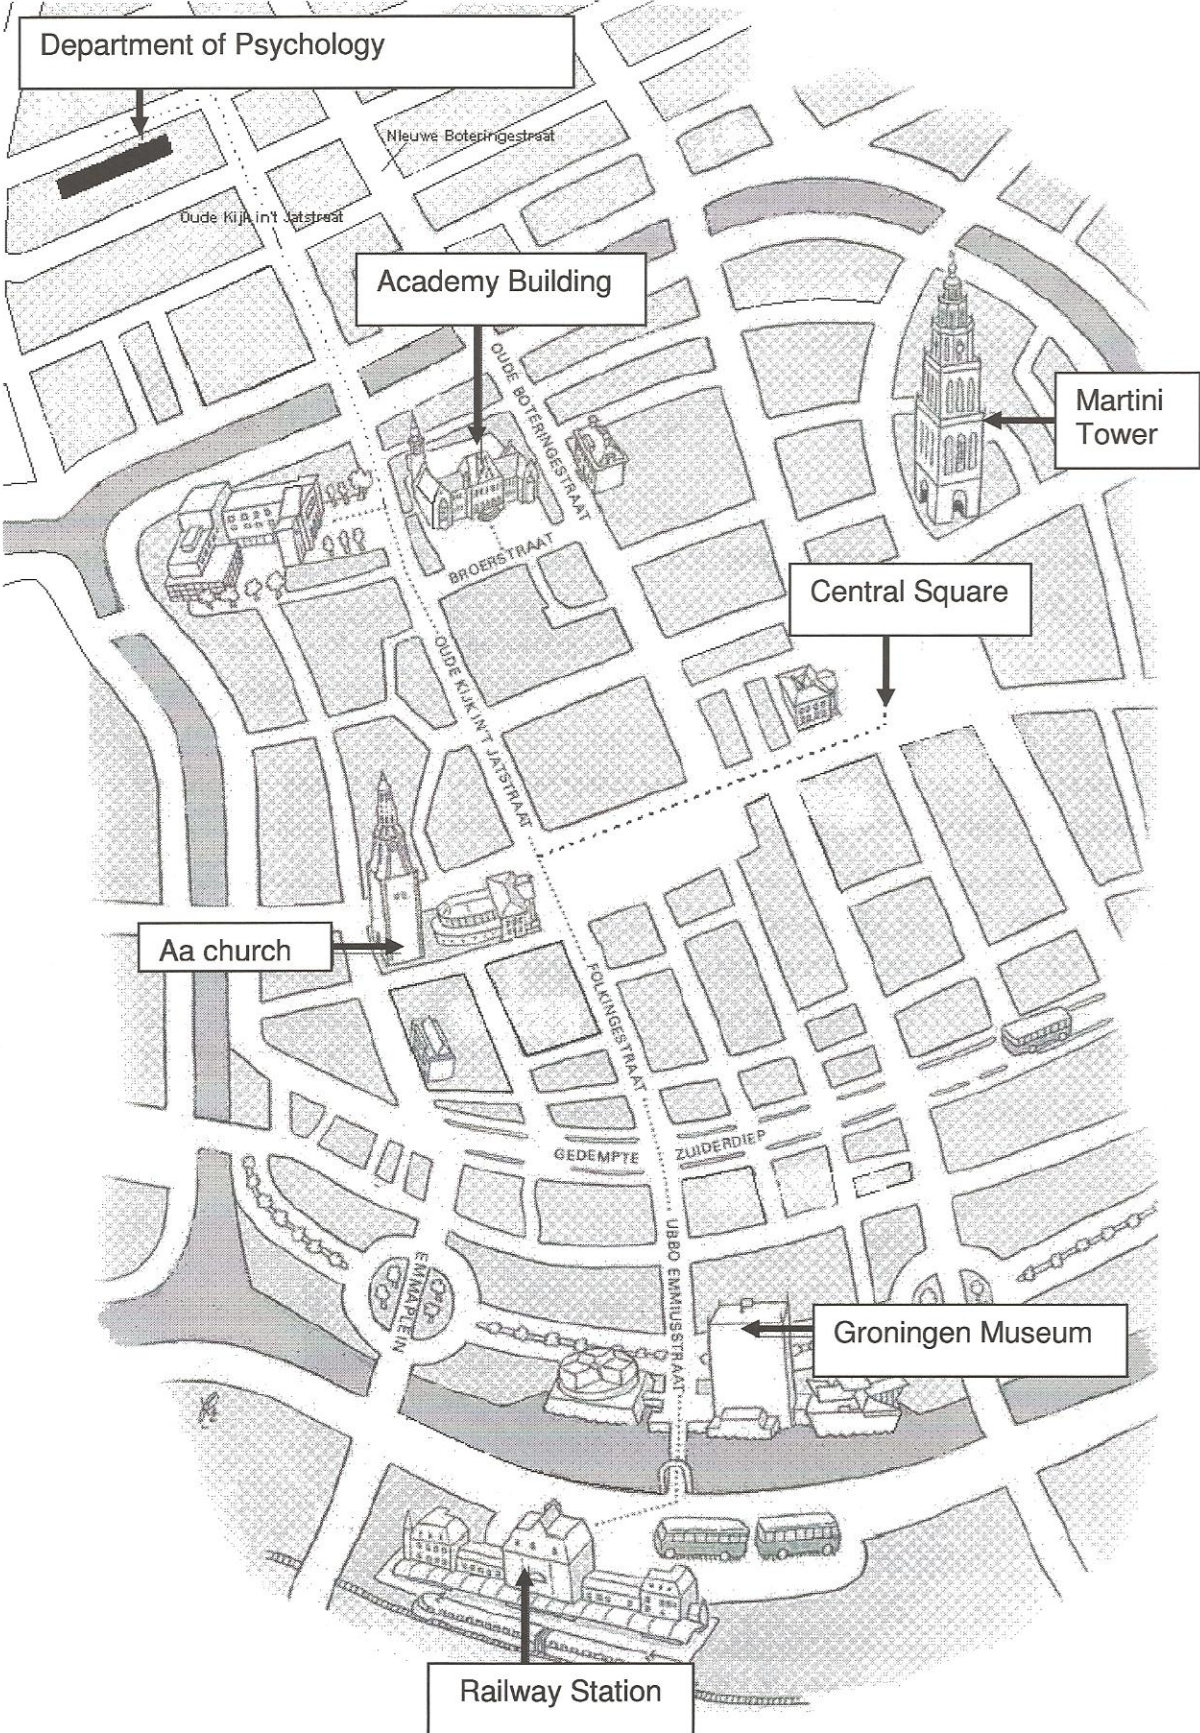 Department of Psychology
NIeuwe Boteringestraat
Oude Kijk in't Jatstraat
Academy Building
OUDE BOTERINGESTRAAT
Martini
Tower
BROERSTRAAT
Central Square
OUDE KIJK IN'T JATSTRAAT
Aa church
FOLKINGESTRAAT
GEDEMPTE ZUIDERDIEP
UBBO EMMIUSSTRAAT
EMMAPLEIN
Groningen Museum
Railway Station